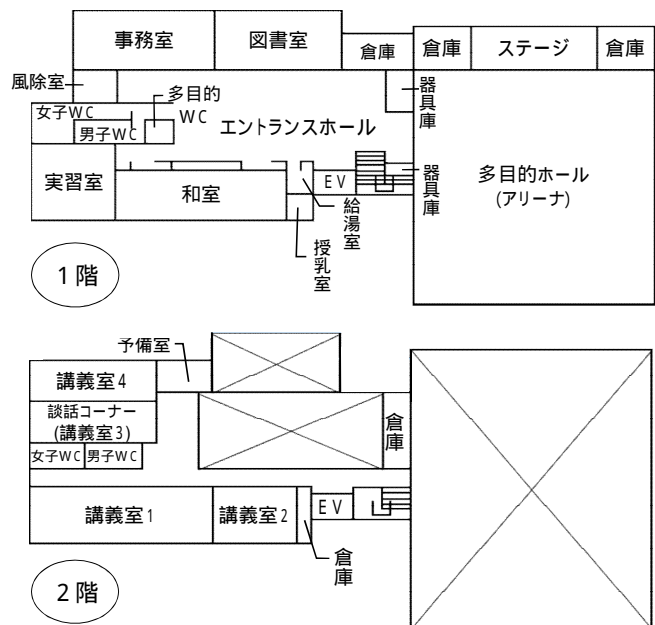 事務室
図書室
倉庫
倉庫
ステージ
倉庫
風除室
多目的
WC
器具庫
女子WC
男子WC
エントランスホール
実習室
和室
EV
器具庫
多目的ホール
(アリーナ)
給湯室
授乳室
1階
予備室
講義室4
談話コーナー
(講義室3)
倉庫
女子WC
男子WC
講義室1
講義室2
EV
倉庫
2階